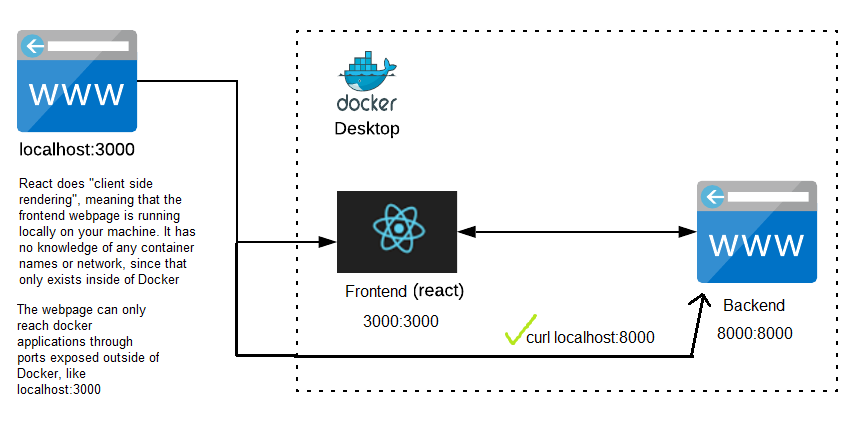 WWW
localhost:3000
React does "client side
rendering", meaning that the
frontend webpage is running
locally on your machine. It has
no knowledge of any container
names or network, since that
only exists inside of Docker
The webpage can only
reach docker
applications through
ports exposed outside of
Docker, like
localhost:3000
docker
Desktop
Frontend (react)
3000:3000
WWW
Backend
8000:8000
curl localhost:8000